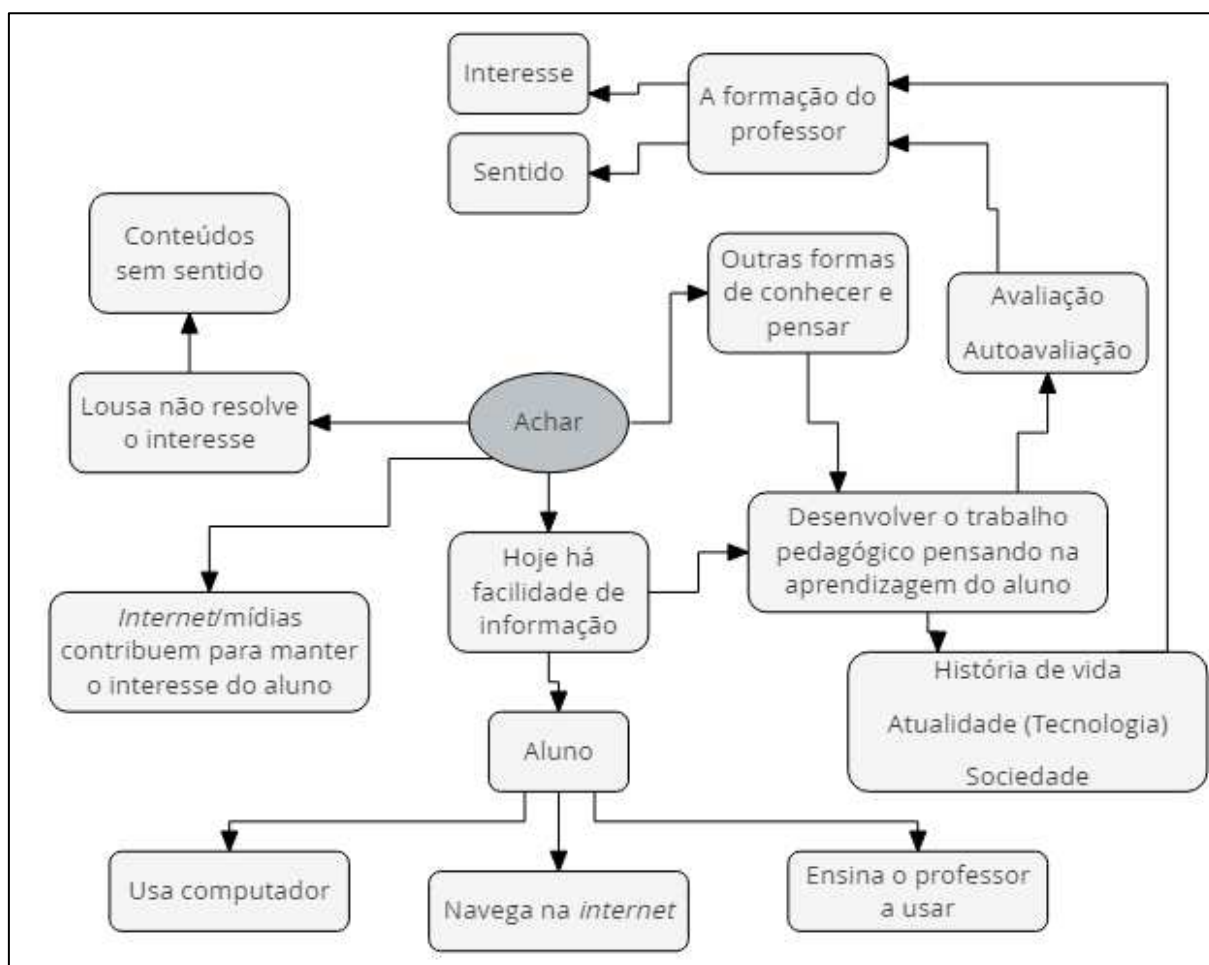 Interesse
A formação do
professor
Sentido
Conteúdos
sem sentido
Outras formas
de conhecer e
pensar
Avaliação
Autoavaliação
Lousa não resolve
o interesse
Achar
Desenvolver o trabalho
pedagógico pensando na
aprendizagem do aluno
Hoje há
facilidade de
informação
Internet/mídias
contribuem para manter
o interesse do aluno
História de vida
Atualidade (Tecnologia)
Sociedade
Aluno
Usa computador
Navega na internet
Ensina o professor
a usar